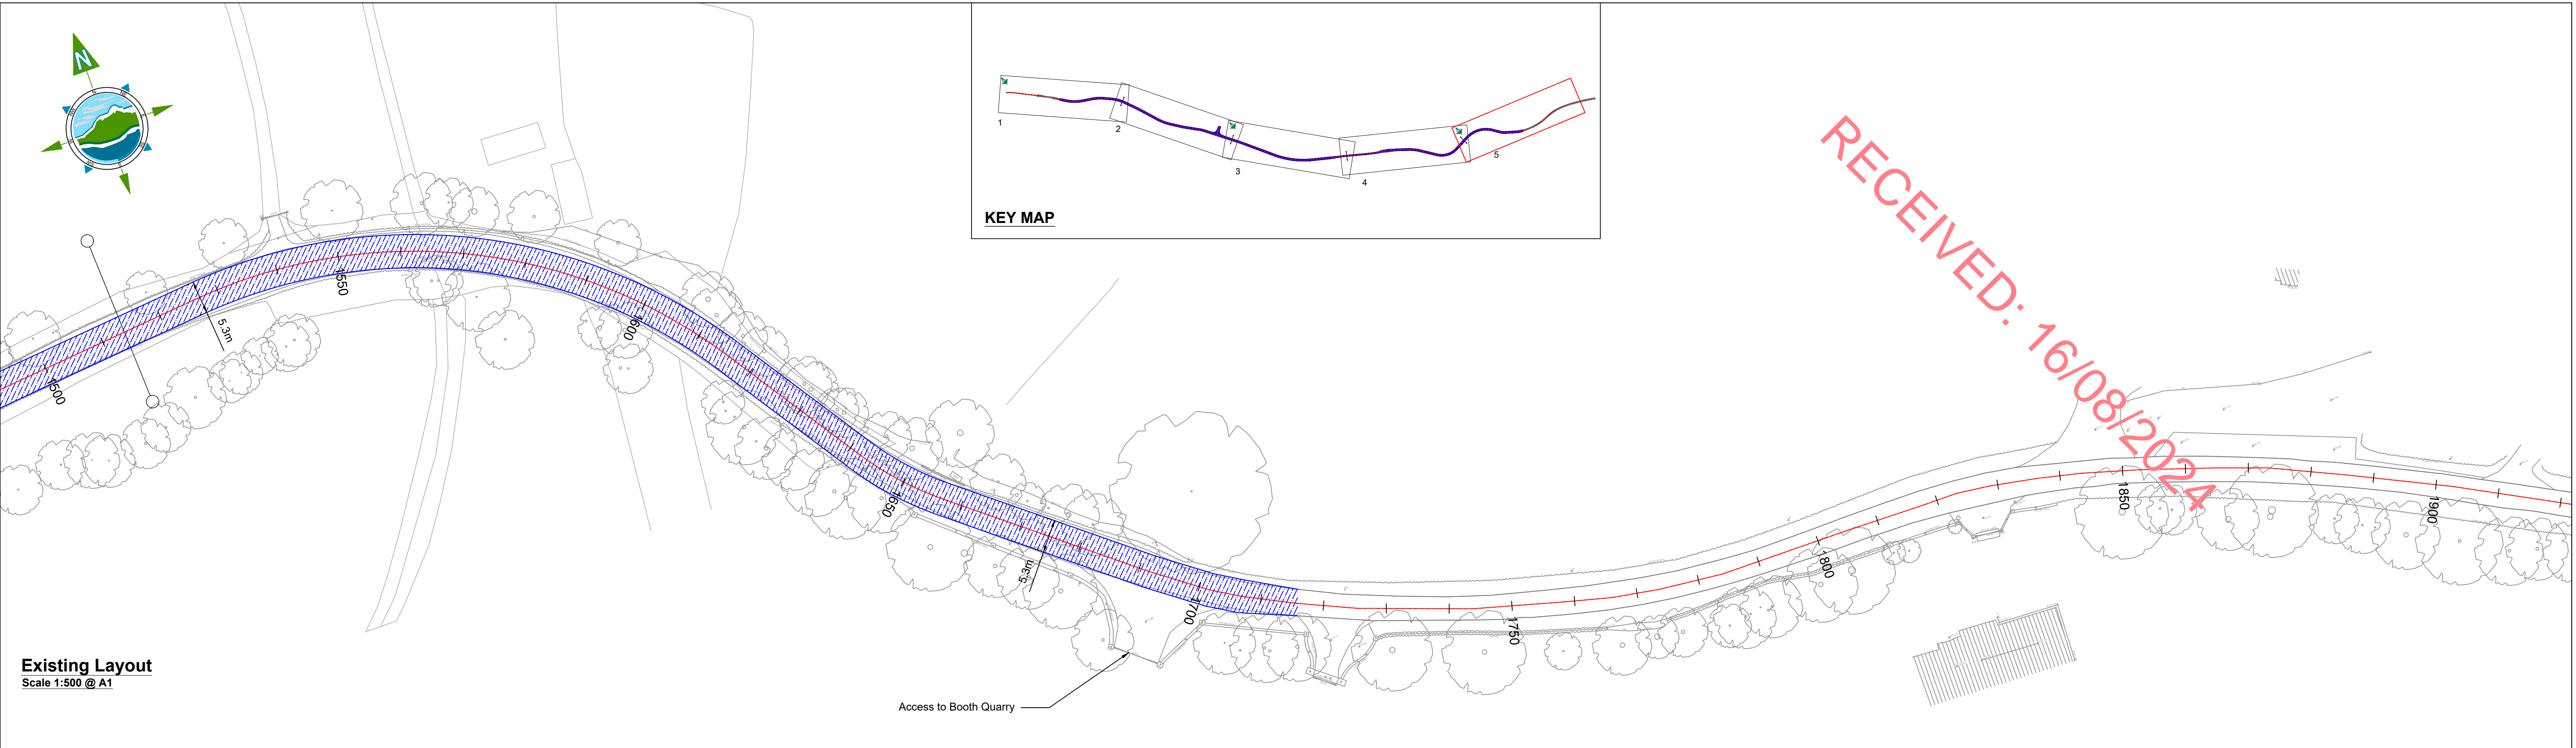 N
1
2
3
4
5
KEY MAP
RECEIVED: 16/08/2024
1500
5.3m
1550
1600
1650
5.3m
1700
1750
1800
1850
1900
Existing Layout
Scale 1:500 @ A1
Access to Booth Quarry